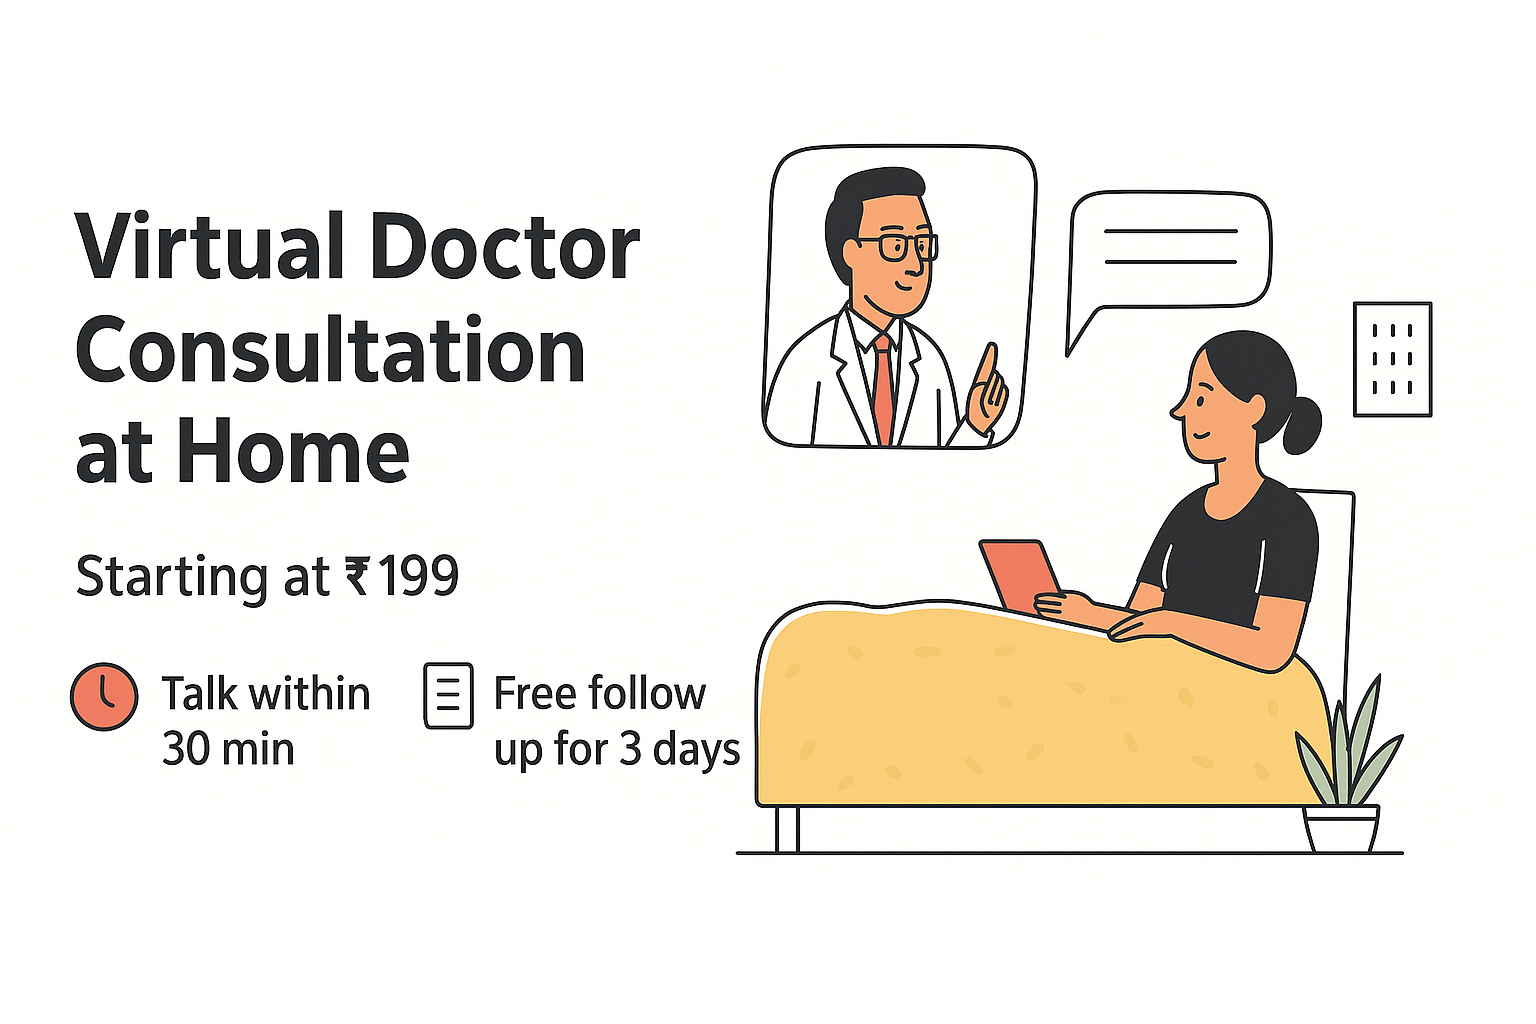 Virtual Doctor
Consultation
at Home
Starting at ₹199
Talk within
30 min
Free follow
up for 3 days